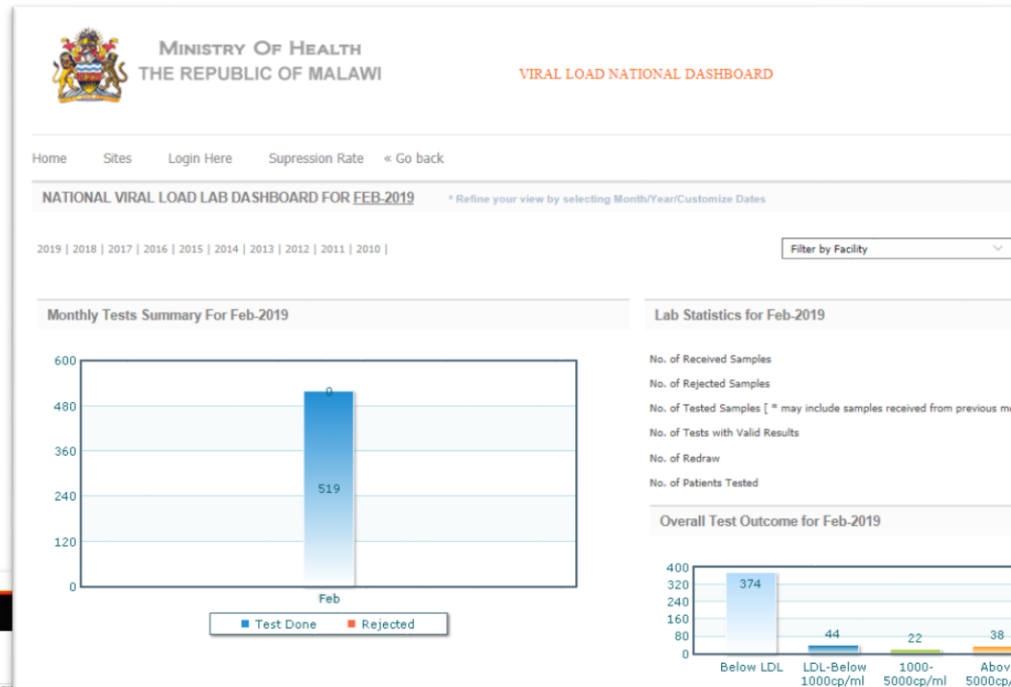 MINISTRY OF HEALTH
THE REPUBLIC OF MALAWI
VIRAL LOAD NATIONAL DASHBOARD
Home Sites Login Here Supression Rate « Go back
NATIONAL VIRAL LOAD LAB DASHBOARD FOR FEB-2019 * Refine your view by selecting Month/Year/Customize Dates
2019 | 2018 | 2017 | 2016 | 2015 | 2014 | 2013 | 2012 | 2011 | 2010 |
Filter by Facility
Monthly Tests Summary For Feb-2019
600
480
360
240
120
0
0
519
Feb
Test Done Rejected
Lab Statistics for Feb-2019
No. of Received Samples
No. of Rejected Samples
No. of Tested Samples [ * may include samples received from previous
No. of Tests with Valid Results
No. of Redraw
No. of Patients Tested
Overall Test Outcome for Feb-2019
400
320
240
160
80
0
374
44
22
38
Below LDL
LDL-Below
1000cp/ml
1000-
5000cp/ml
Abov
5000cp/